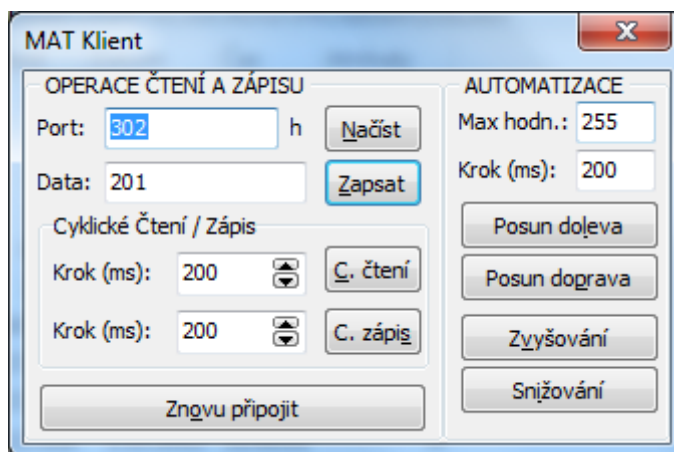 MAT Klient
OPERACE ČTENÍ A ZÁPISU
Port: 302 h Načíst
Data: 201 Zapsat
Cyklické Čtení / Zápis
Krok (ms): 200 C. čtení
Krok (ms): 200 C. zápis
Znovu připojit
AUTOMATIZACE
Max hodn.: 255
Krok (ms): 200
Posun doleva
Posun doprava
Zvyšování
Snižování